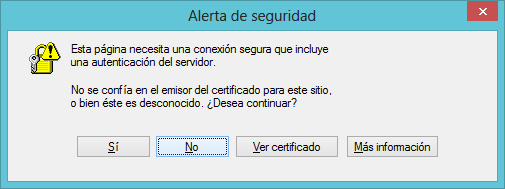 Alerta de seguridad
Esta página necesita una conexión segura que incluye
una autenticación del servidor.
No se confía en el emisor del certificado para este sitio,
o bien éste es desconocido. ¿Desea continuar?
Sí
No
Ver certificado
Más información